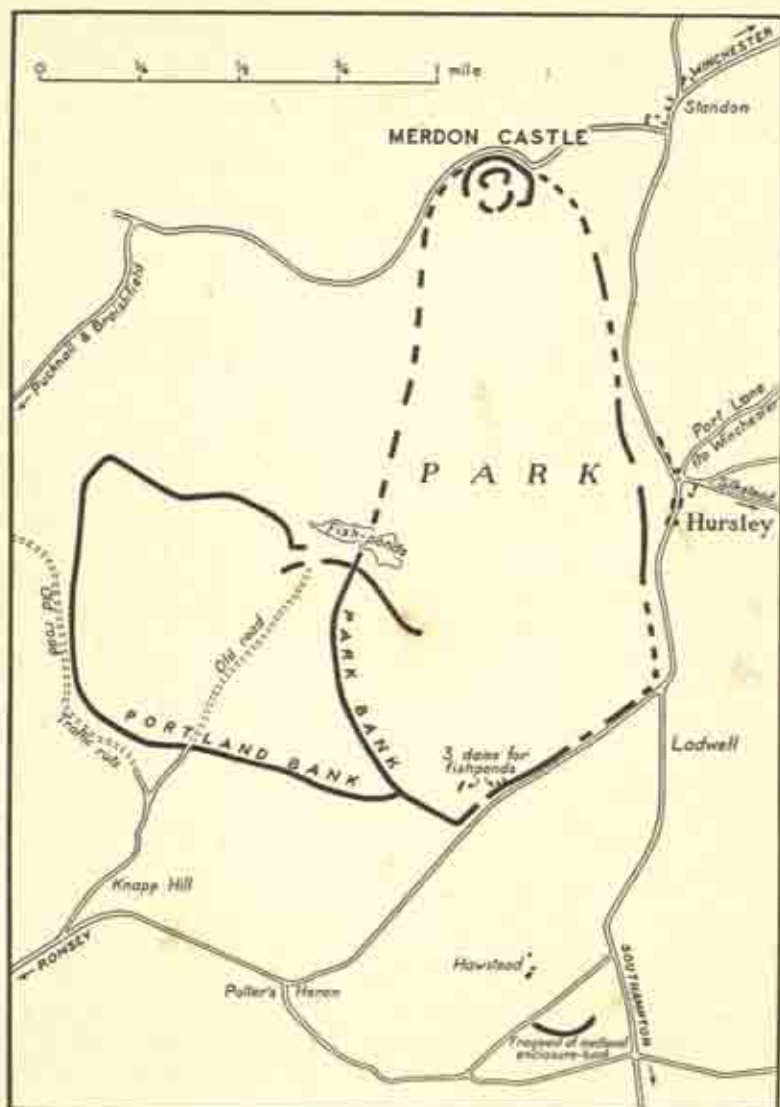 0 ¼ ½ ¾ 1 mile
→ WINCHESTER
Standon
MERDON CASTLE
← Pucknall & Braishfield
Port Lane
(to Winchester
PARK
Hursley
Fish-ponds
Old road
Old road
Traffic ruts
PARK BANK
PORTLAND BANK
3 dams for
fishponds
Ladwell
Knapp Hill
← ROMSEY
Hawstead
Potter's Heron
SOUTHAMPTON →
Fragment of medieval
enclosure-bank